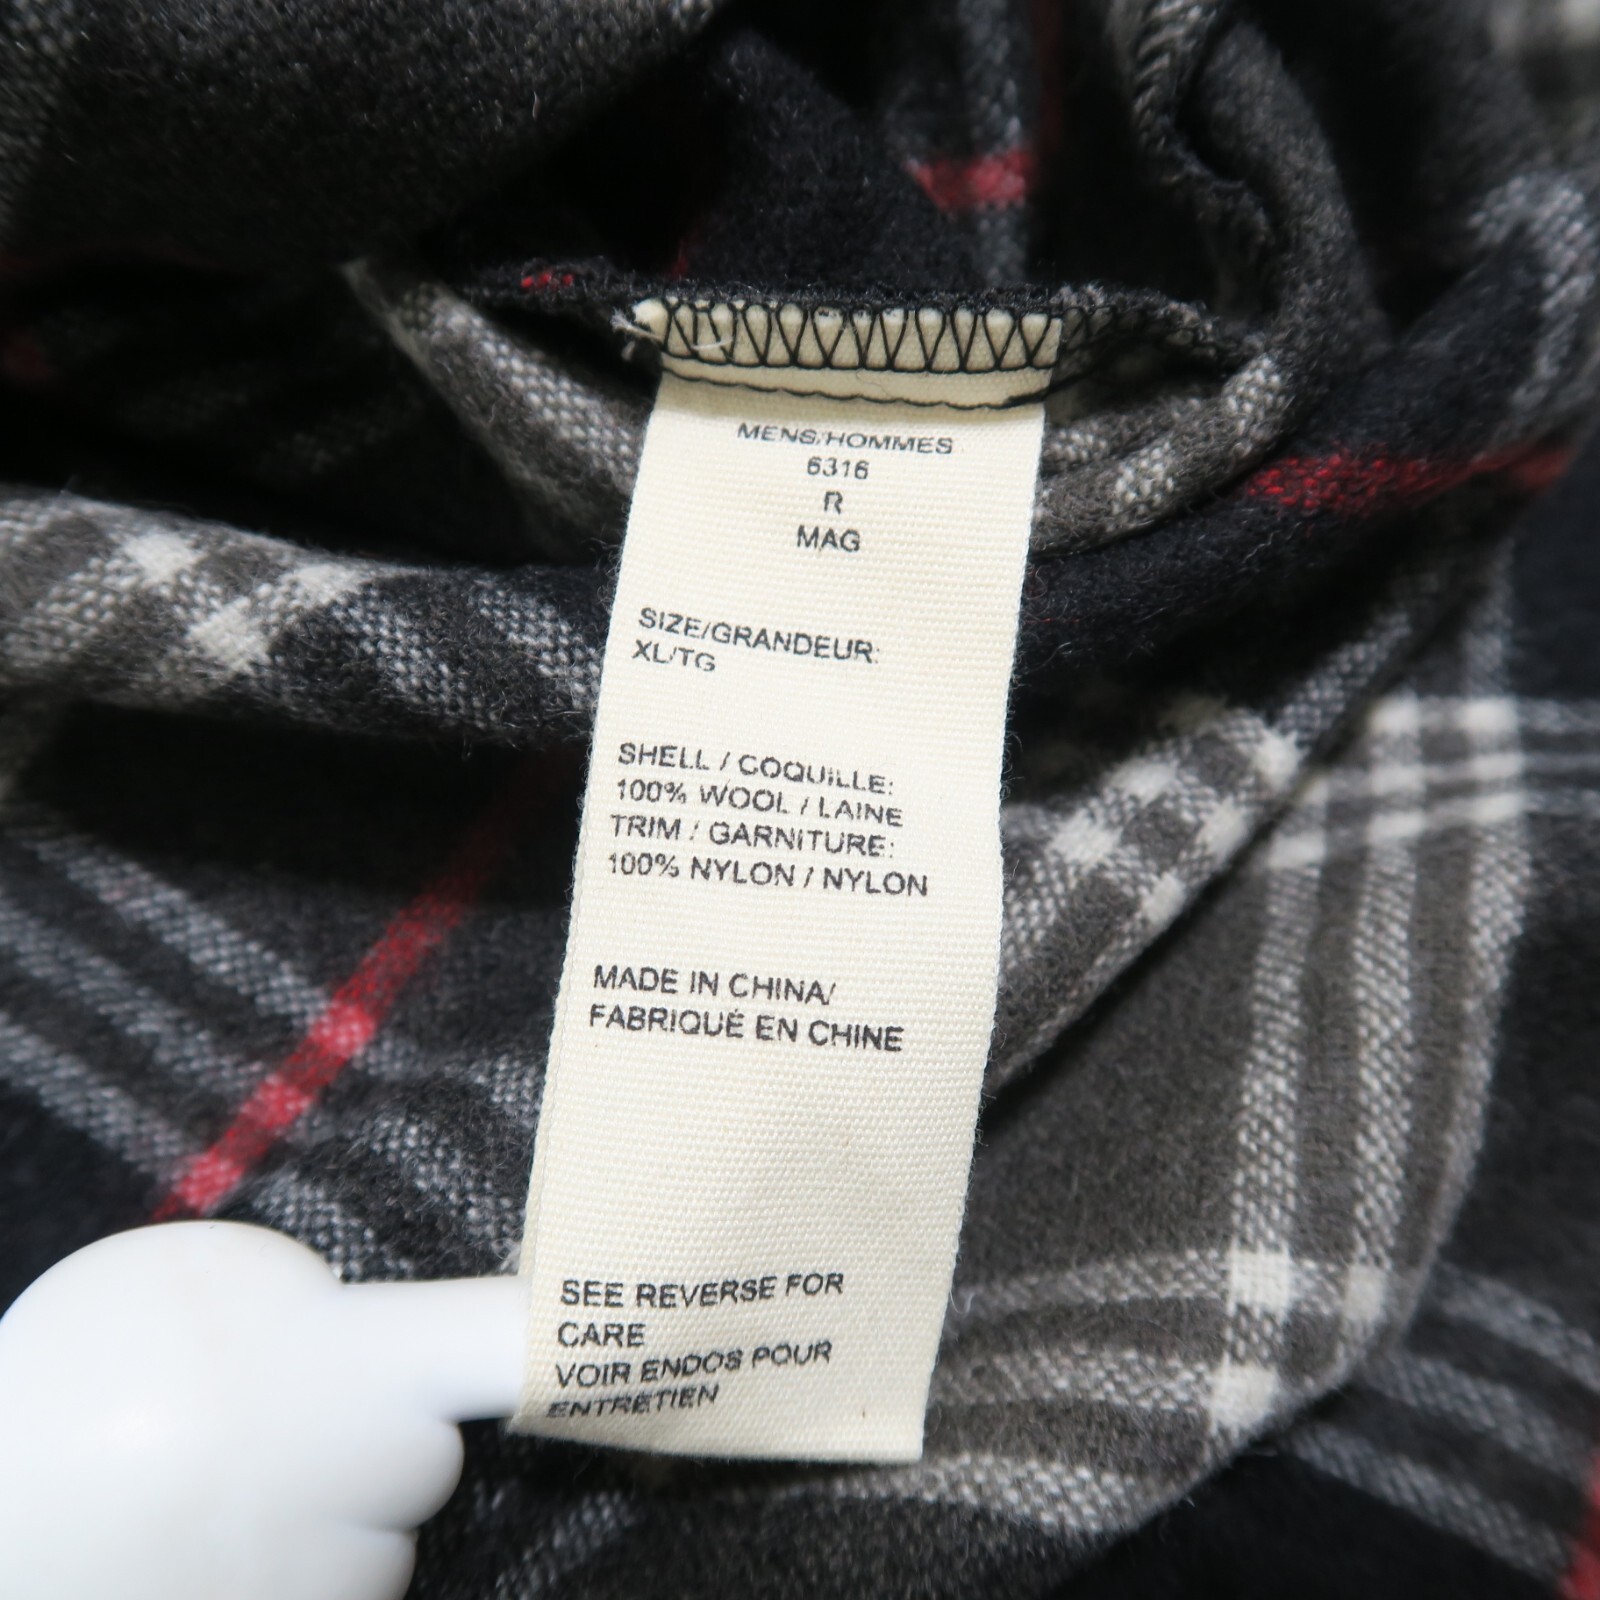 MENS/HOMMES
6316
R
MAG
SIZE/GRANDEUR:
XL/TG
SHELL / COQUILLE:
100% WOOL / LAINE
TRIM / GARNITURE:
100% NYLON / NYLON
MADE IN CHINA/
FABRIQUÉ EN CHINE
SEE REVERSE FOR
CARE
VOIR ENDOS POUR
ENTRETIEN